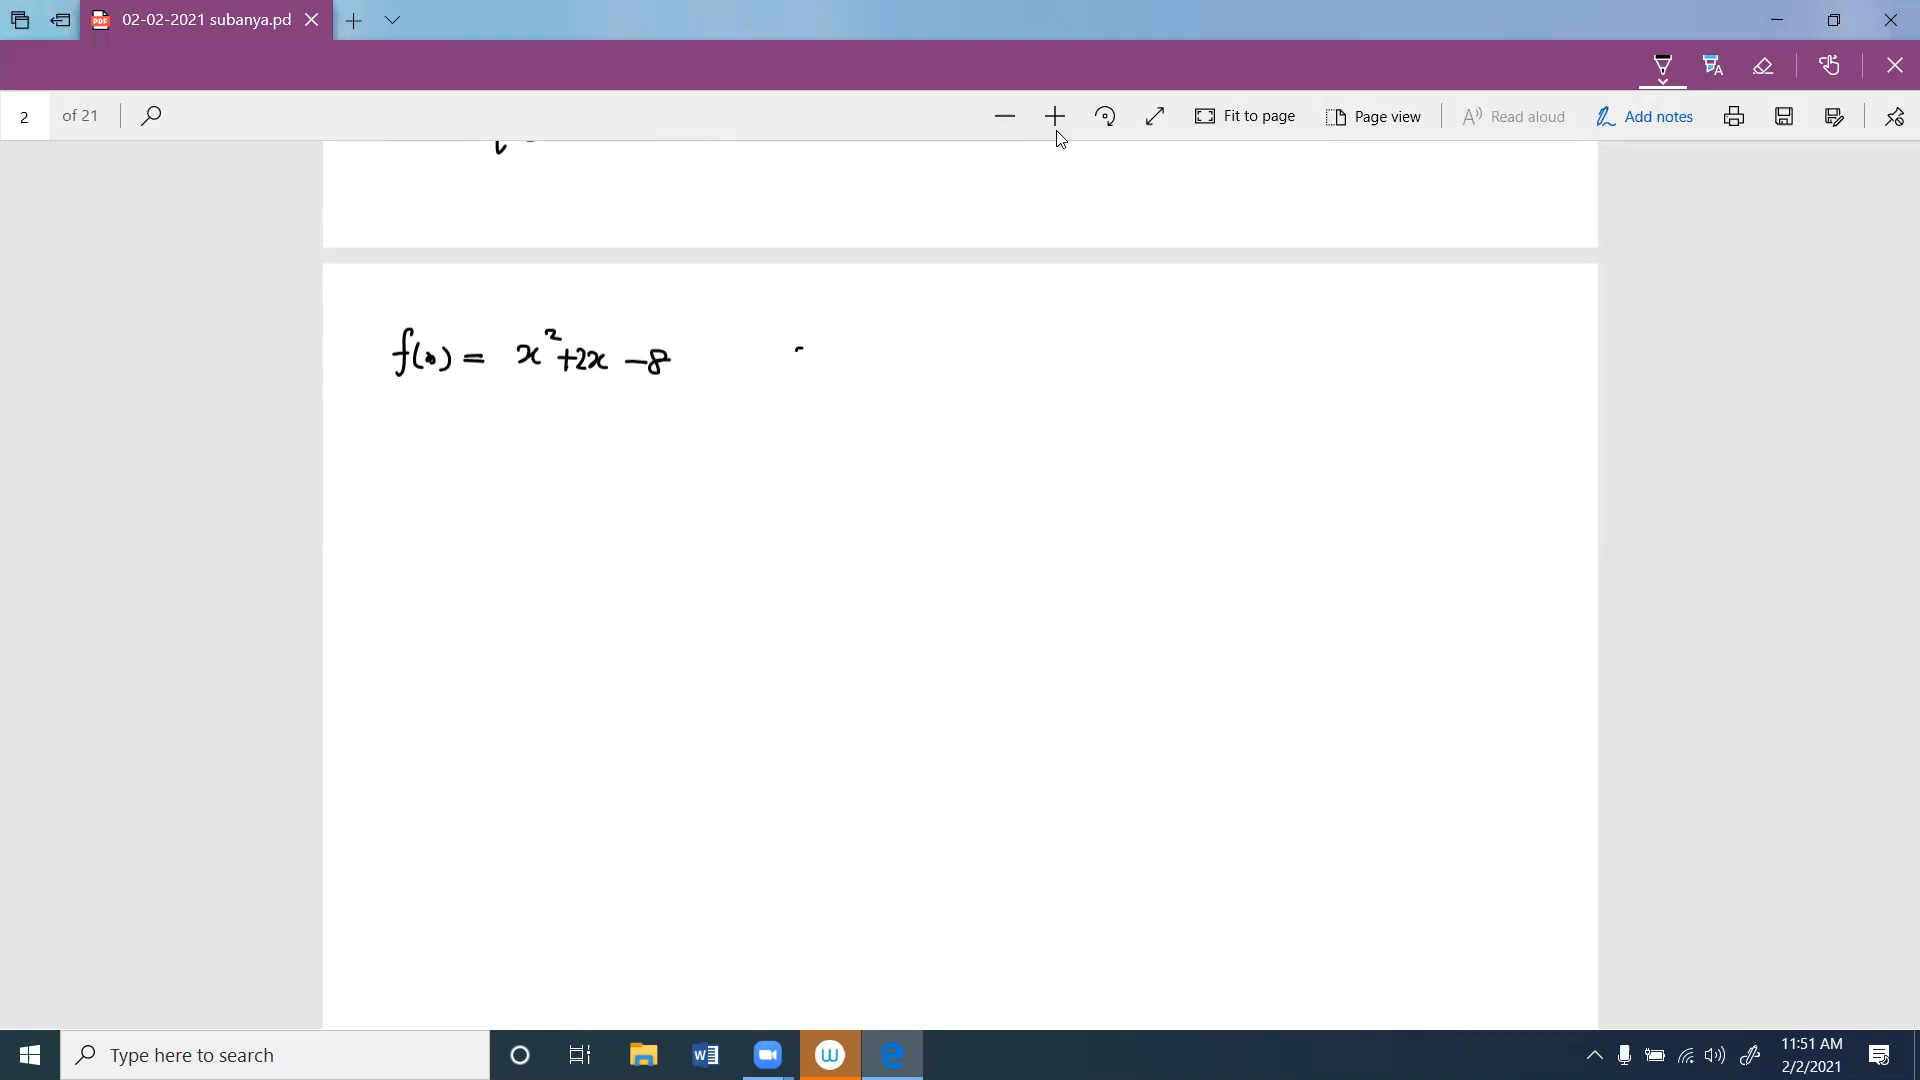 02-02-2021 subanya.pd
2 of 21
Fit to page
Page view
Read aloud
Add notes
f(x) = x²+2x -8
Type here to search
11:51 AM
2/2/2021